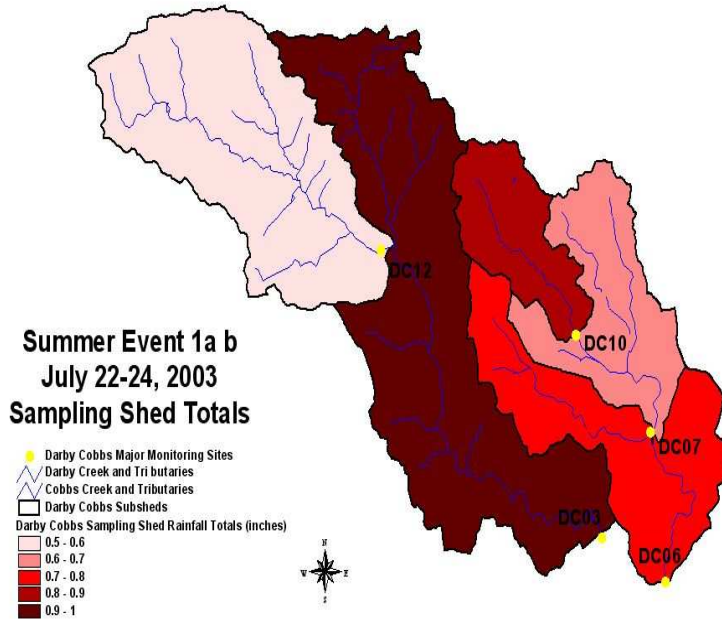 DC12
DC10
DC07
DC03
DC06
Summer Event 1a b
July 22-24, 2003
Sampling Shed Totals
Darby Cobbs Major Monitoring Sites
Darby Creek and Tributaries
Cobbs Creek and Tributaries
Darby Cobbs Subsheds
Darby Cobbs Sampling Shed Rainfall Totals (inches)
0.5 - 0.6
0.6 - 0.7
0.7 - 0.8
0.8 - 0.9
0.9 - 1
N
W E
S